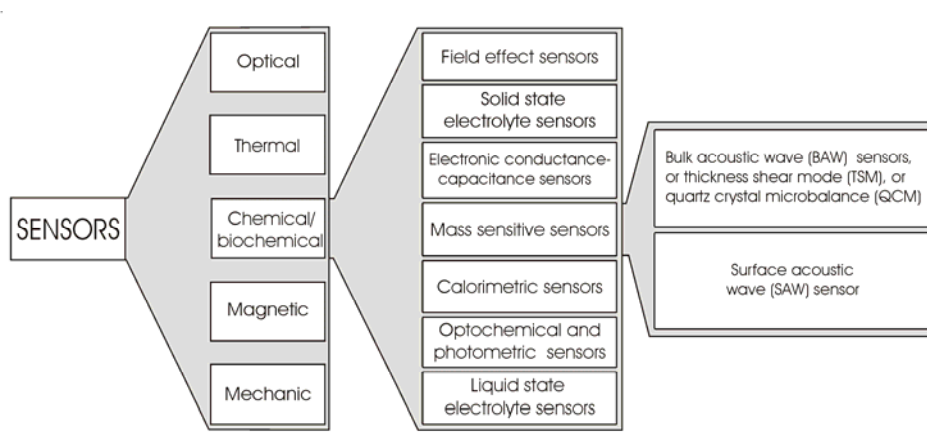 SENSORS
Optical
Thermal
Chemical/
biochemical
Magnetic
Mechanic
Field effect sensors
Solid state
electrolyte sensors
Electronic conductance-
capacitance sensors
Mass sensitive sensors
Calorimetric sensors
Optochemical and
photometric sensors
Liquid state
electrolyte sensors
Bulk acoustic wave (BAW) sensors,
or thickness shear mode (TSM), or
quartz crystal microbalance (QCM)
Surface acoustic
wave (SAW) sensor